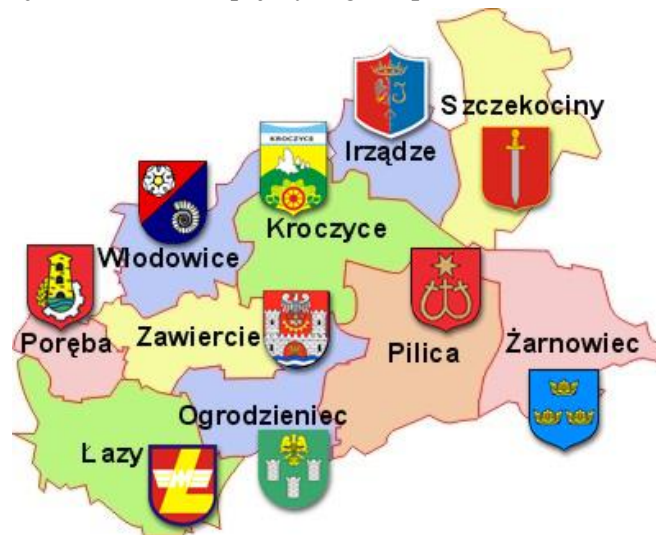 Szczekociny
Irządze
KROCZYCE
Kroczyce
Włodowice
Poręba
Zawiercie
Pilica
Żarnowiec
Ogrodzieniec
Łazy